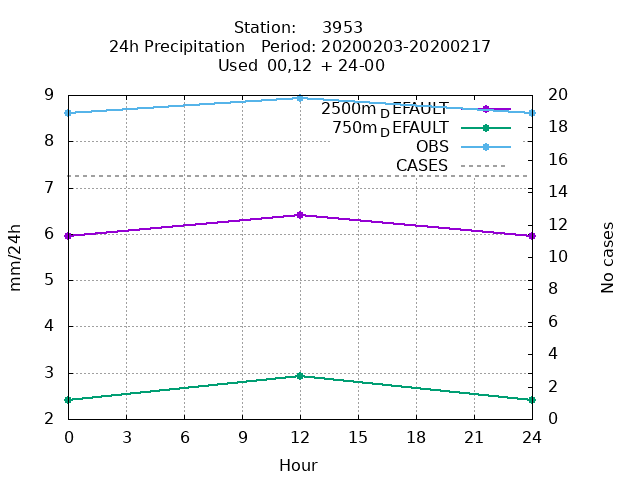 Station: 3953
24h Precipitation Period: 20200203-20200217
Used 00,12 + 24-00
9 20
2500mDEFAULT
750mDEFAULT
18
8
OBS
16
CASES
7
14
6
12
10
5
8
4
6
4
3
2
2
0
0 3 6 9 12 15 18 21 24
Hour
mm/24h
No cases